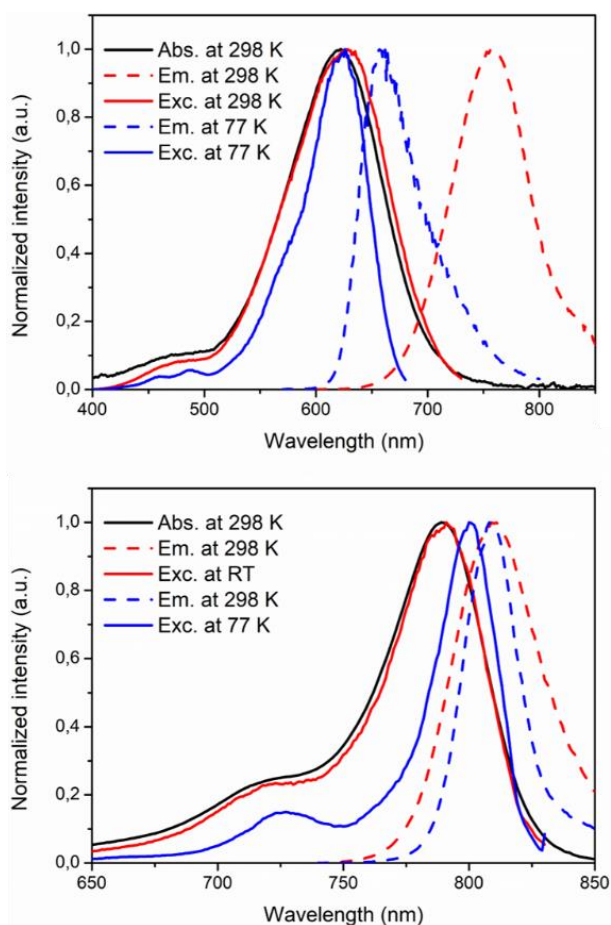 1,0
0,8
0,6
0,4
0,2
0,0
Normalized intensity (a.u.)
Abs. at 298 K
Em. at 298 K
Exc. at 298 K
Em. at 77 K
Exc. at 77 K
400 500 600 700 800
Wavelength (nm)
1,0
0,8
0,6
0,4
0,2
0,0
Normalized intensity (a.u.)
Abs. at 298 K
Em. at 298 K
Exc. at RT
Em. at 298 K
Exc. at 77 K
650 700 750 800 850
Wavelength (nm)